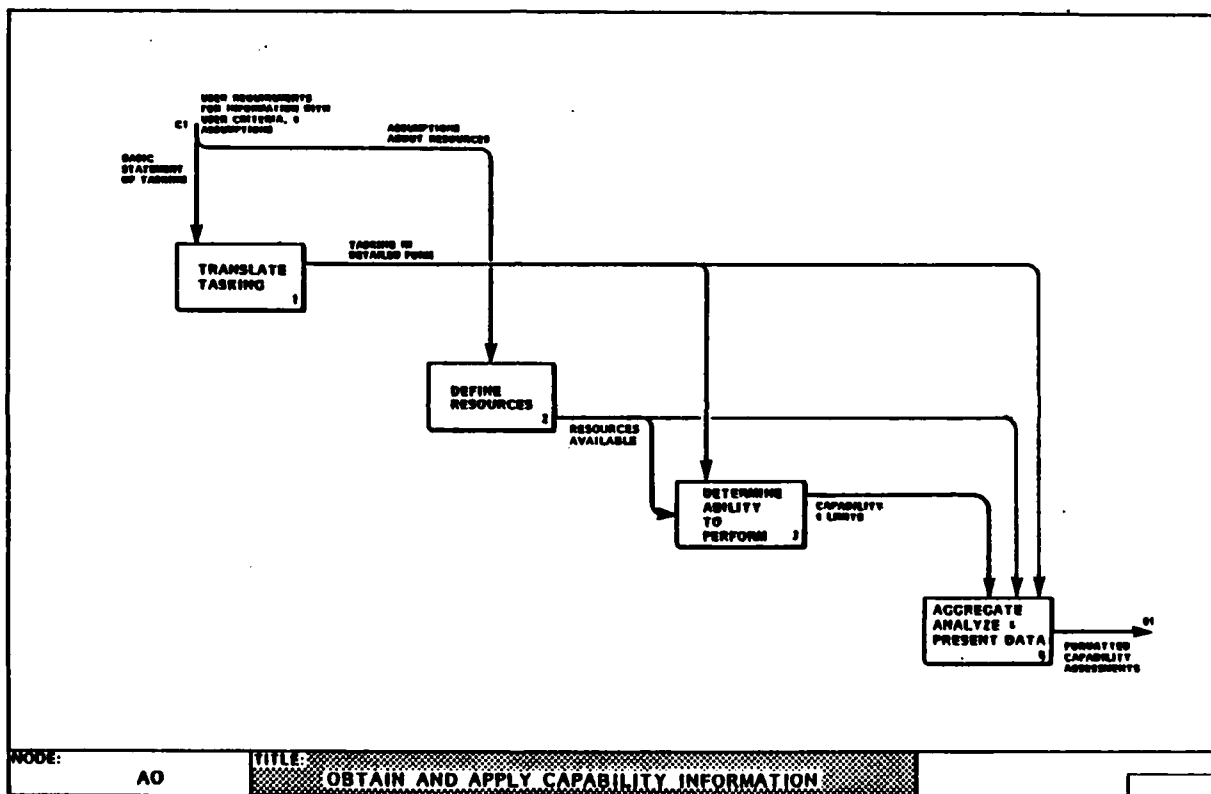 USER REQUIREMENTS
FOR INFORMATION WITH
USER CRITERIA, &
ASSUMPTIONS
C1
ASSUMPTIONS
ABOUT RESOURCES
BASIC
STATEMENT
OF TASKING
TRANSLATE
TASKING
1
TASKING IN
DETAILED FORM
DEFINE
RESOURCES
2
RESOURCES
AVAILABLE
DETERMINE
ABILITY
TO
PERFORM
3
CAPABILITY
& LIMITS
AGGREGATE
ANALYZE &
PRESENT DATA
O1
FORMATTED
CAPABILITY
ASSESSMENTS
NODE:
AO
TITLE:
OBTAIN AND APPLY CAPABILITY INFORMATION